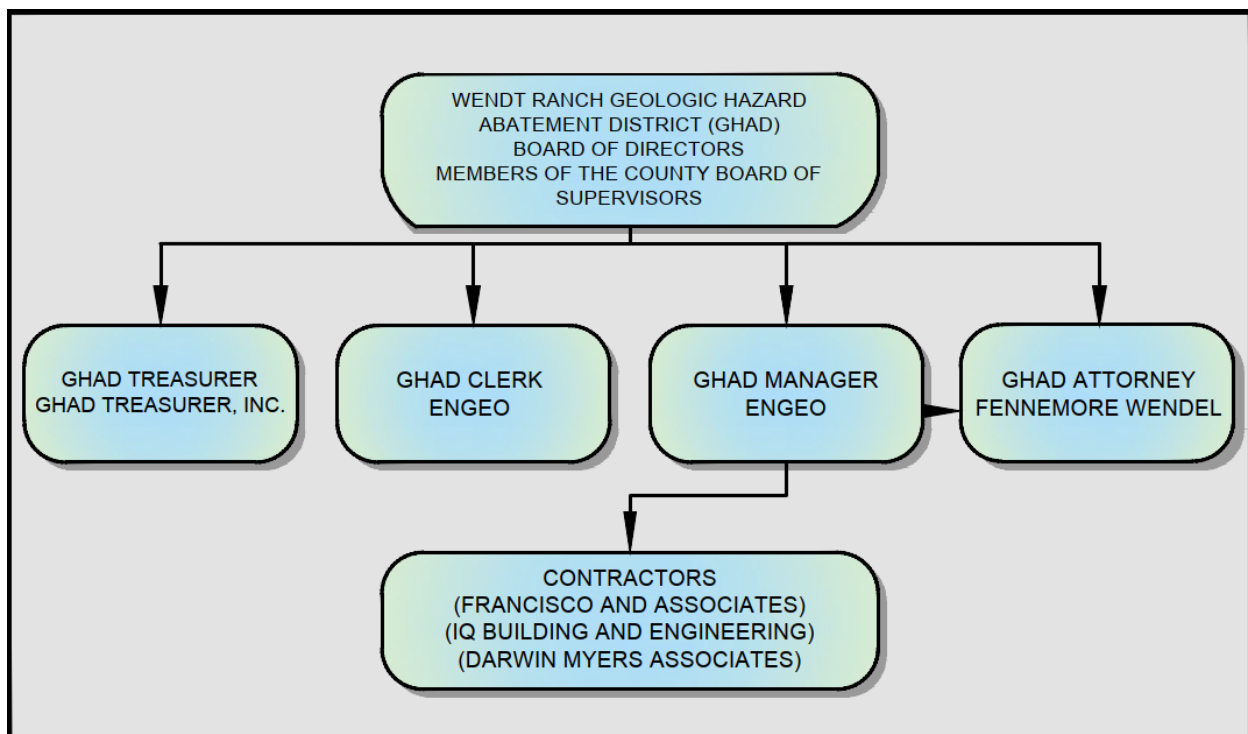 WENDT RANCH GEOLOGIC HAZARD
ABATEMENT DISTRICT (GHAD)
BOARD OF DIRECTORS
MEMBERS OF THE COUNTY BOARD OF
SUPERVISORS
GHAD TREASURER
GHAD TREASURER, INC.
GHAD CLERK
ENGEO
GHAD MANAGER
ENGEO
GHAD ATTORNEY
FENNEMORE WENDEL
CONTRACTORS
(FRANCISCO AND ASSOCIATES)
(IQ BUILDING AND ENGINEERING)
(DARWIN MYERS ASSOCIATES)